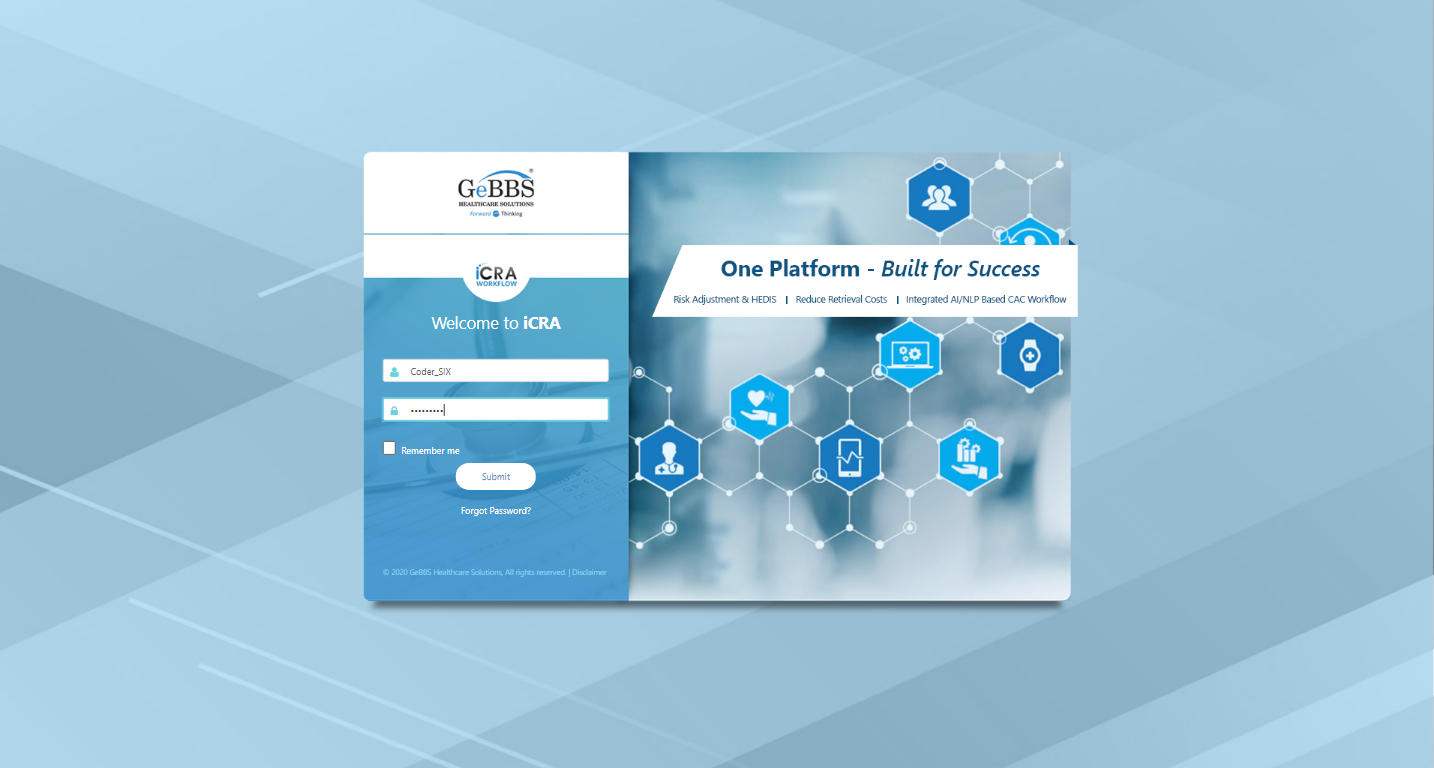 GeBBS®
HEALTHCARE SOLUTIONS
Forward Thinking
iCRA
WORKFLOW
Welcome to iCRA
Coder_SIX
•••••••••
Remember me
Submit
Forgot Password?
© 2020 GeBBS Healthcare Solutions, All rights reserved. | Disclaimer
One Platform - Built for Success
Risk Adjustment & HEDIS | Reduce Retrieval Costs | Integrated AI/NLP Based CAC Workflow